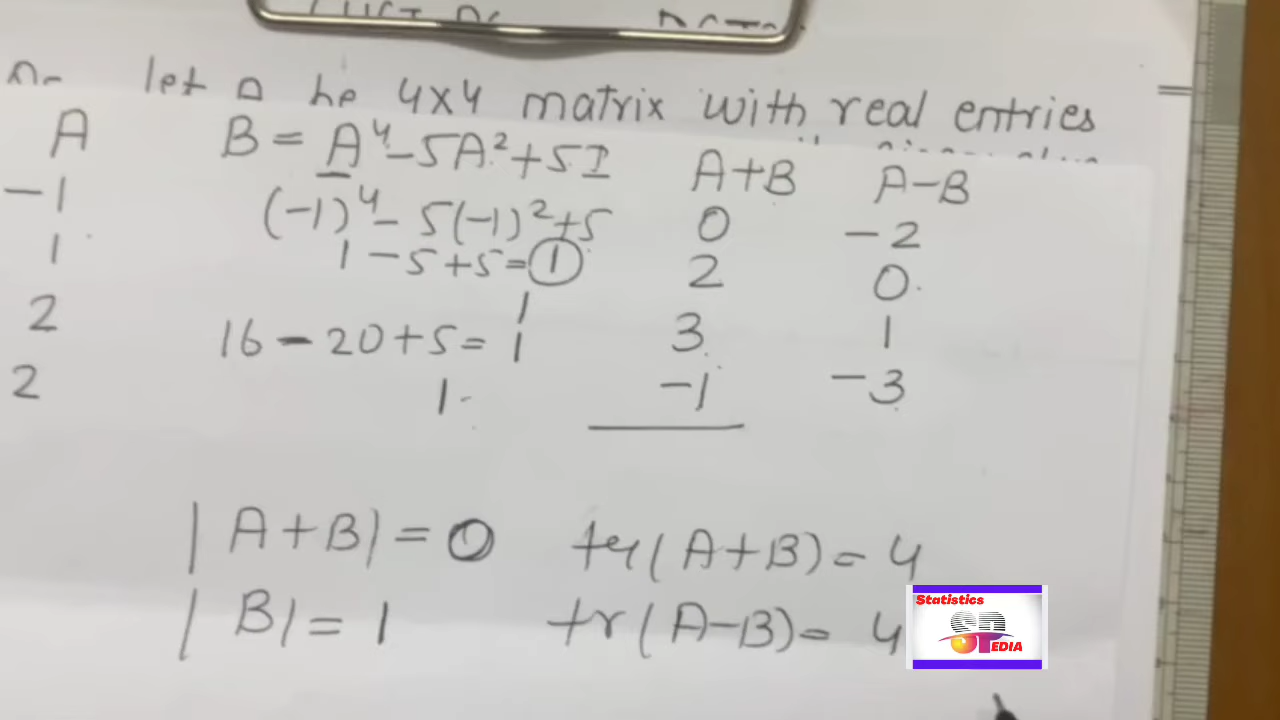 let A be 4x4 matrix with real entries
A B = A⁴ - 5A² + 5I A+B A-B
-1 (-1)⁴ - 5(-1)² + 5 0 -2
1 1 - 5 + 5 = 1 2 0
1
2 16 - 20 + 5 = 1 3 1
2 1 -1 -3
|A+B| = 0 tr(A+B) = 4
|B| = 1 tr(A-B) = 4
Statistics
PEDIA